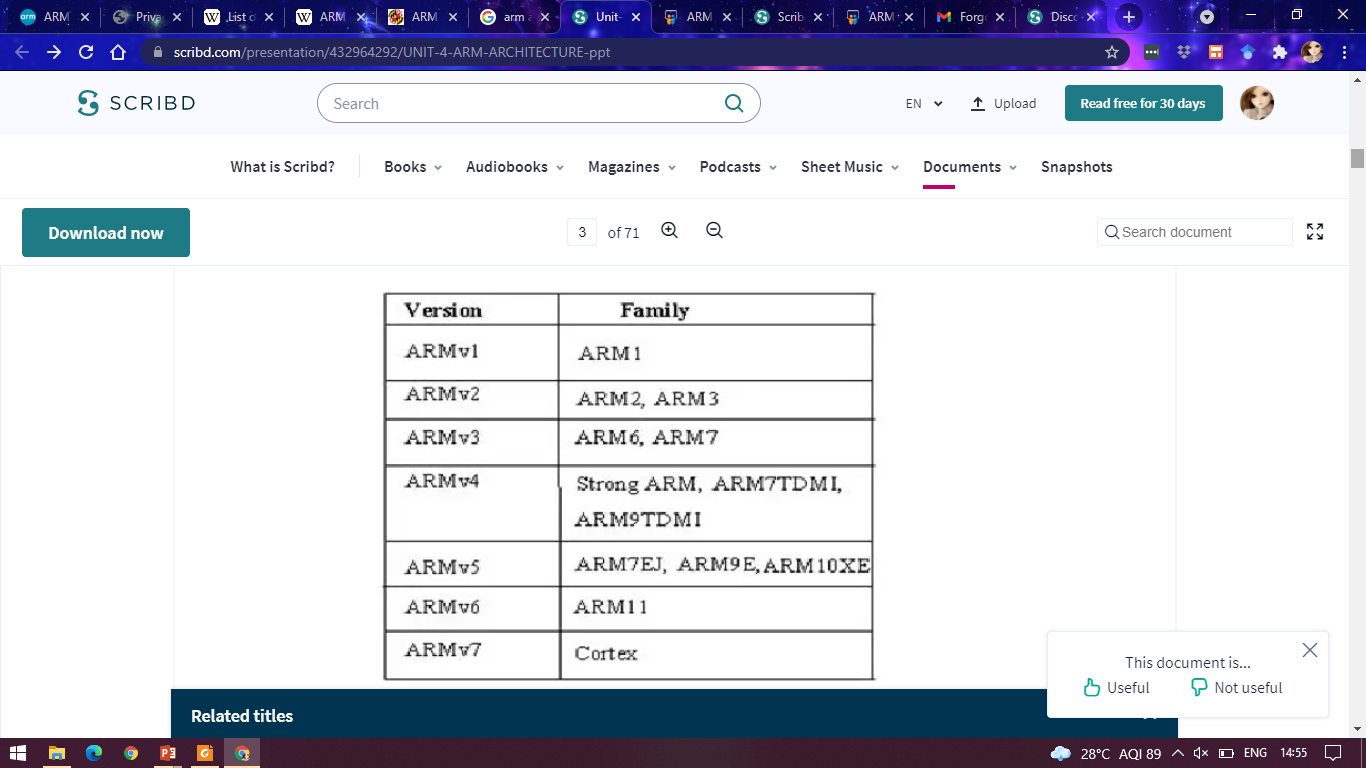 ARM
Priva
List o
ARM
ARM
arm a
Unit-
ARM
Scrib
ARM
Forg
Disco
scribd.com/presentation/432964292/UNIT-4-ARM-ARCHITECTURE-ppt
SCRIBD
Search
EN
Upload
Read free for 30 days
What is Scribd?
Books
Audiobooks
Magazines
Podcasts
Sheet Music
Documents
Snapshots
Download now
3 of 71
Search document
Version Family
ARMv1 ARM1
ARMv2 ARM2, ARM3
ARMv3 ARM6, ARM7
ARMv4 Strong ARM, ARM7TDMI,
ARM9TDMI
ARMv5 ARM7EJ, ARM9E, ARM10XE
ARMv6 ARM11
ARMv7 Cortex
This document is...
Useful Not useful
Related titles
28°C AQI 89 ENG 14:55